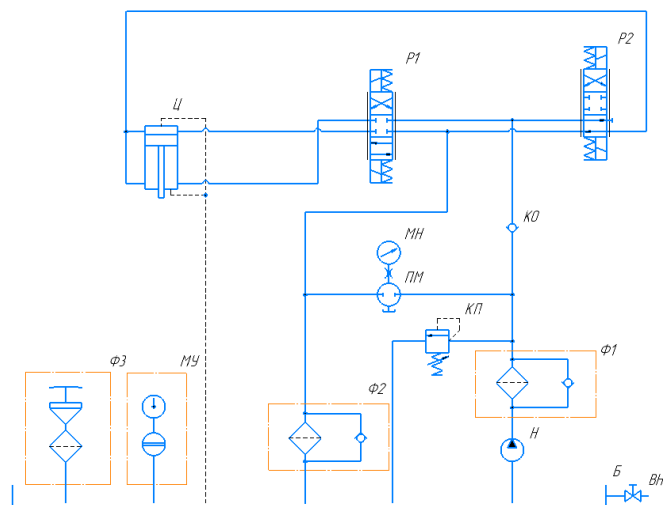 Р2
Р1
Ц
КО
МН
ПМ
КП
Ф1
Ф3
МУ
Ф2
Н
Б
ВН